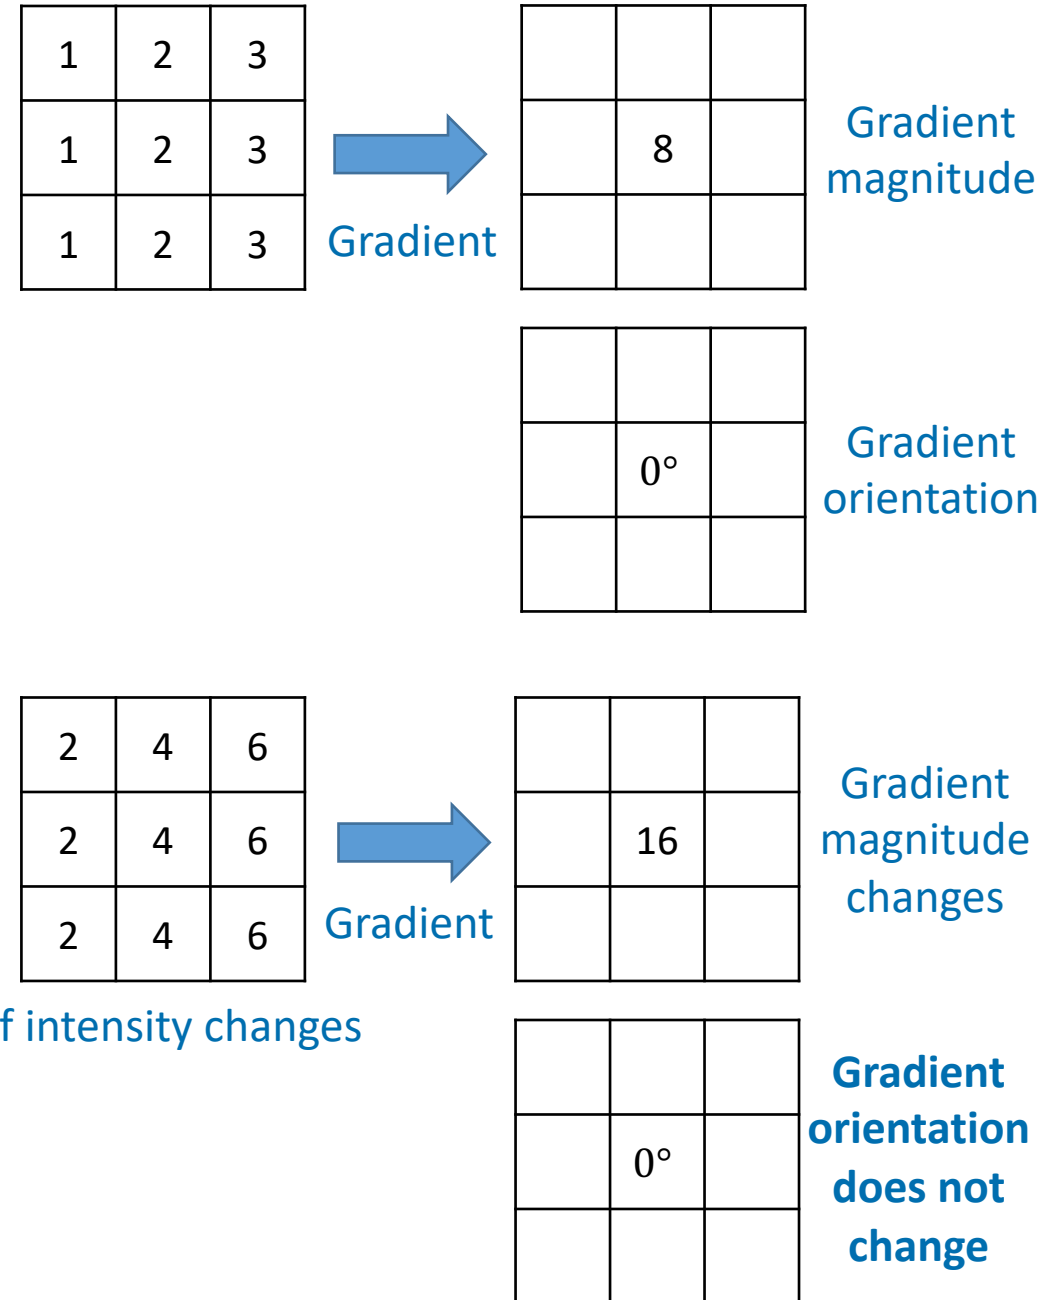 1 2 3
1 2 3
1 2 3
Gradient
8
Gradient
magnitude
0°
Gradient
orientation
2 4 6
2 4 6
2 4 6
Gradient
16
Gradient
magnitude
changes
intensity changes
0°
Gradient
orientation
does not
change